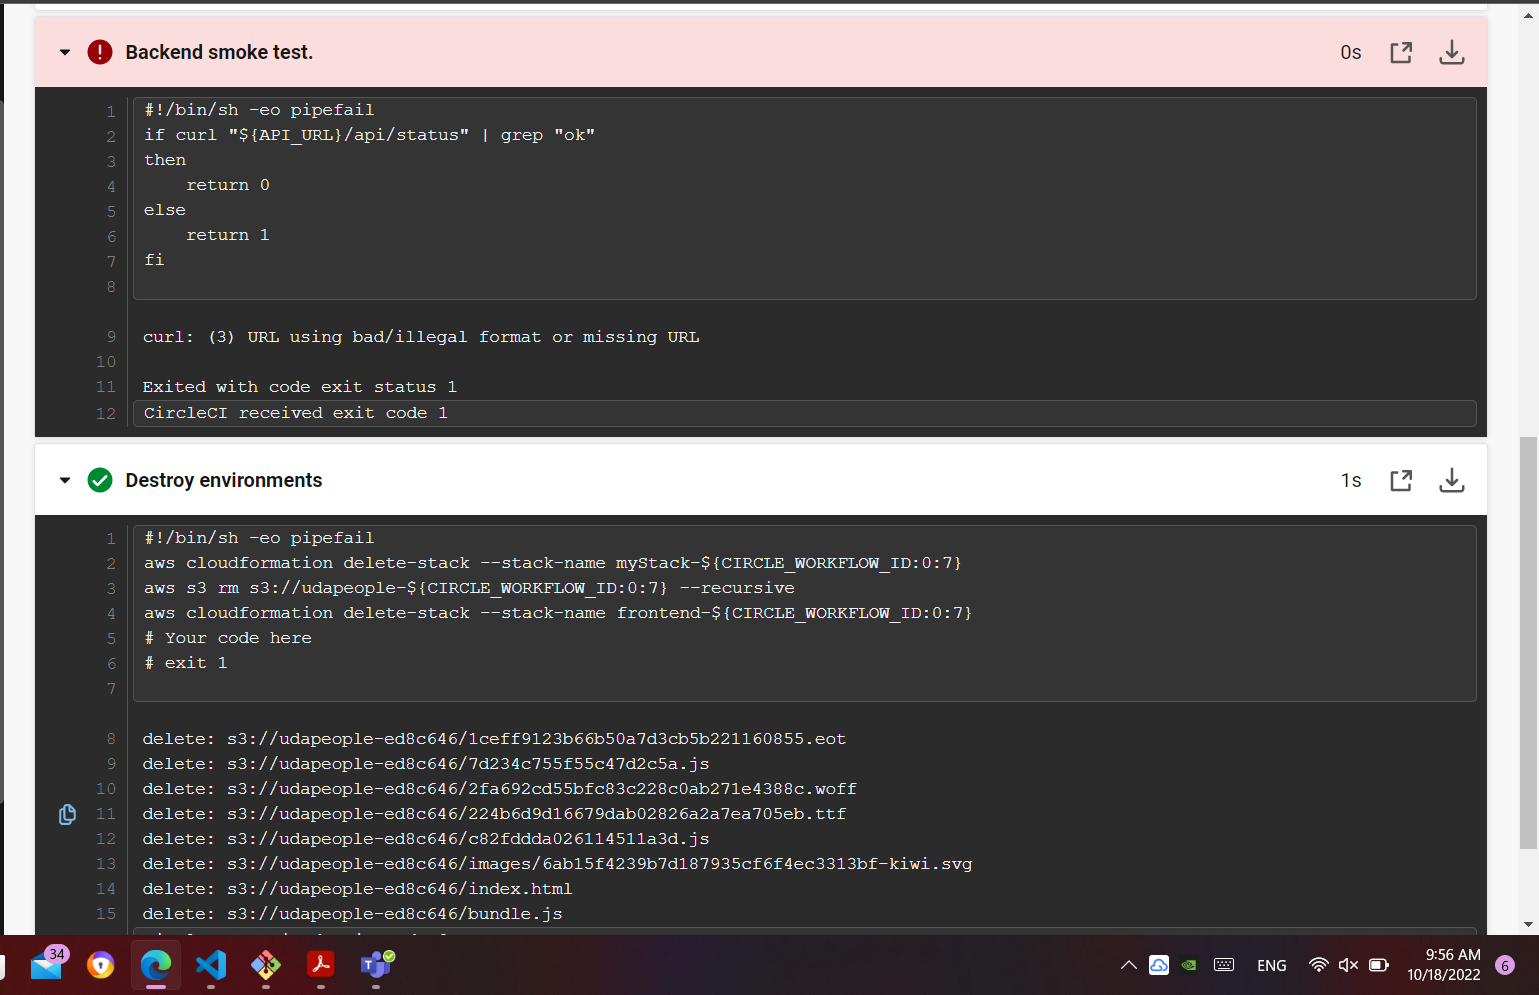 Backend smoke test.
0s
1 #!/bin/sh -eo pipefail
2 if curl "${API_URL}/api/status" | grep "ok"
3 then
4 return 0
5 else
6 return 1
7 fi
8
9 curl: (3) URL using bad/illegal format or missing URL
10
11 Exited with code exit status 1
12 CircleCI received exit code 1
Destroy environments
1s
1 #!/bin/sh -eo pipefail
2 aws cloudformation delete-stack --stack-name myStack-${CIRCLE_WORKFLOW_ID:0:7}
3 aws s3 rm s3://udapeople-${CIRCLE_WORKFLOW_ID:0:7} --recursive
4 aws cloudformation delete-stack --stack-name frontend-${CIRCLE_WORKFLOW_ID:0:7}
5 # Your code here
6 # exit 1
7
8 delete: s3://udapeople-ed8c646/1ceff9123b66b50a7d3cb5b221160855.eot
9 delete: s3://udapeople-ed8c646/7d234c755f55c47d2c5a.js
10 delete: s3://udapeople-ed8c646/2fa692cd55bfc83c228c0ab271e4388c.woff
11 delete: s3://udapeople-ed8c646/224b6d9d16679dab02826a2a7ea705eb.ttf
12 delete: s3://udapeople-ed8c646/c82fddda026114511a3d.js
13 delete: s3://udapeople-ed8c646/images/6ab15f4239b7d187935cf6f4ec3313bf-kiwi.svg
14 delete: s3://udapeople-ed8c646/index.html
15 delete: s3://udapeople-ed8c646/bundle.js
34
ENG
9:56 AM
10/18/2022
6